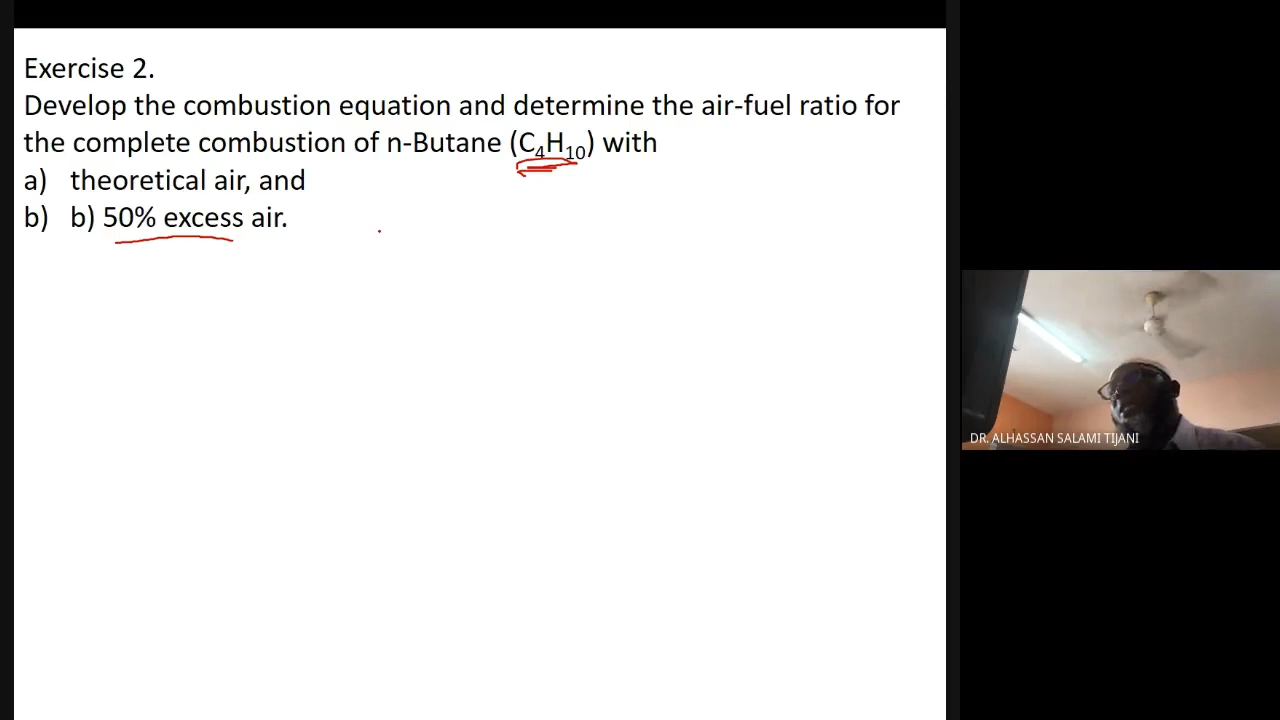 Exercise 2.
Develop the combustion equation and determine the air-fuel ratio for
the complete combustion of n-Butane (C₄H₁₀) with
a) theoretical air, and
b) b) 50% excess air.
DR. ALHASSAN SALAMI TIJANI